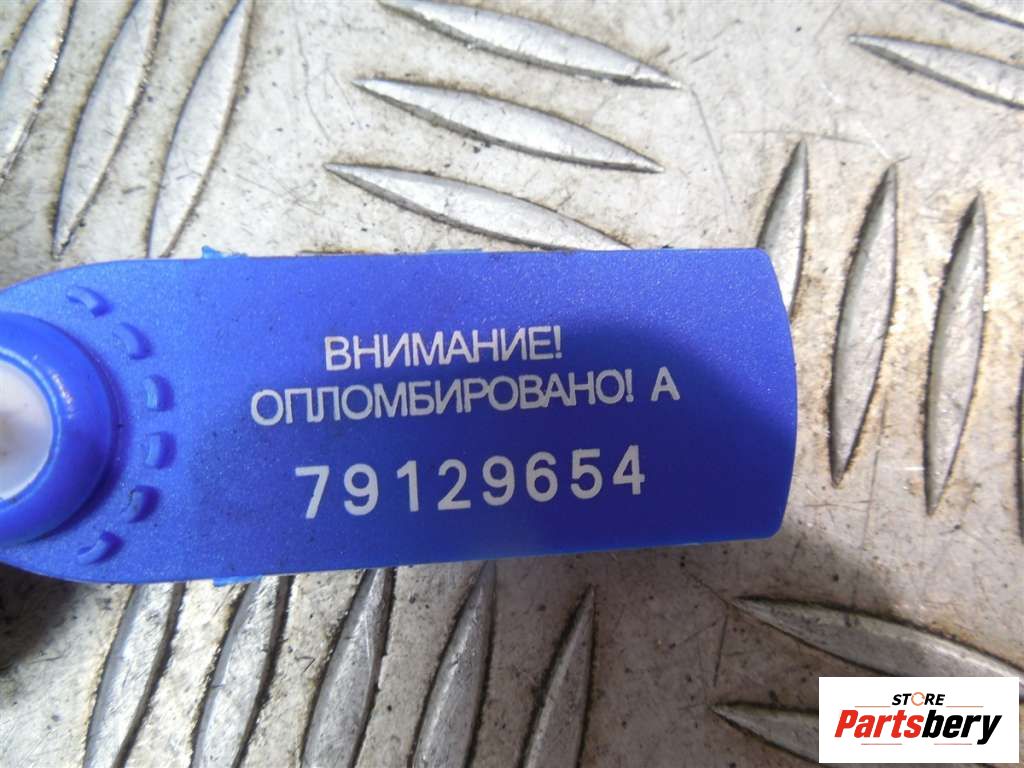 ВНИМАНИЕ!
ОПЛОМБИРОВАНО! А
79129654
STORE
Partsbery